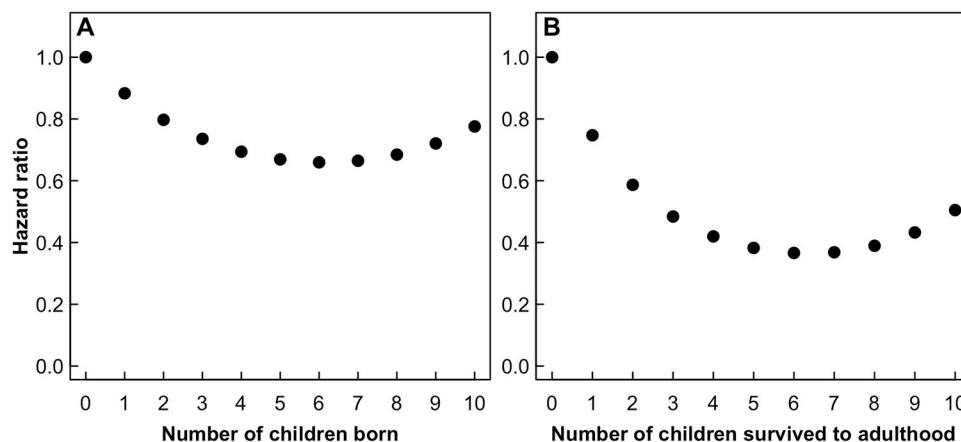 A
B
Hazard ratio
1.0
0.8
0.6
0.4
0.2
0.0
1.0
0.8
0.6
0.4
0.2
0.0
0 1 2 3 4 5 6 7 8 9 10
0 1 2 3 4 5 6 7 8 9 10
Number of children born
Number of children survived to adulthood